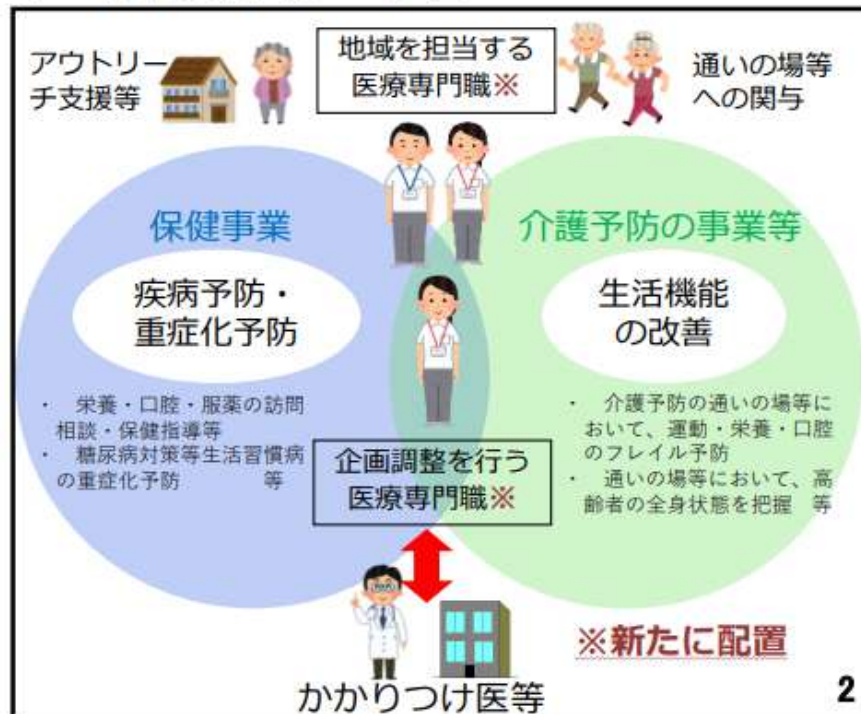 アウトリー
チ支援等
地域を担当する
医療専門職※
通いの場等
への関与
保健事業
介護予防の事業等
疾病予防・
重症化予防
生活機能
の改善
・ 栄養・口腔・服薬の訪問
相談・保健指導等
・ 糖尿病対策等生活習慣病
の重症化予防 等
企画調整を行う
医療専門職※
・ 介護予防の通いの場等に
おいて、運動・栄養・口腔
のフレイル予防
・ 通いの場等において、高
齢者の全身状態を把握 等
※新たに配置
かかりつけ医等
2